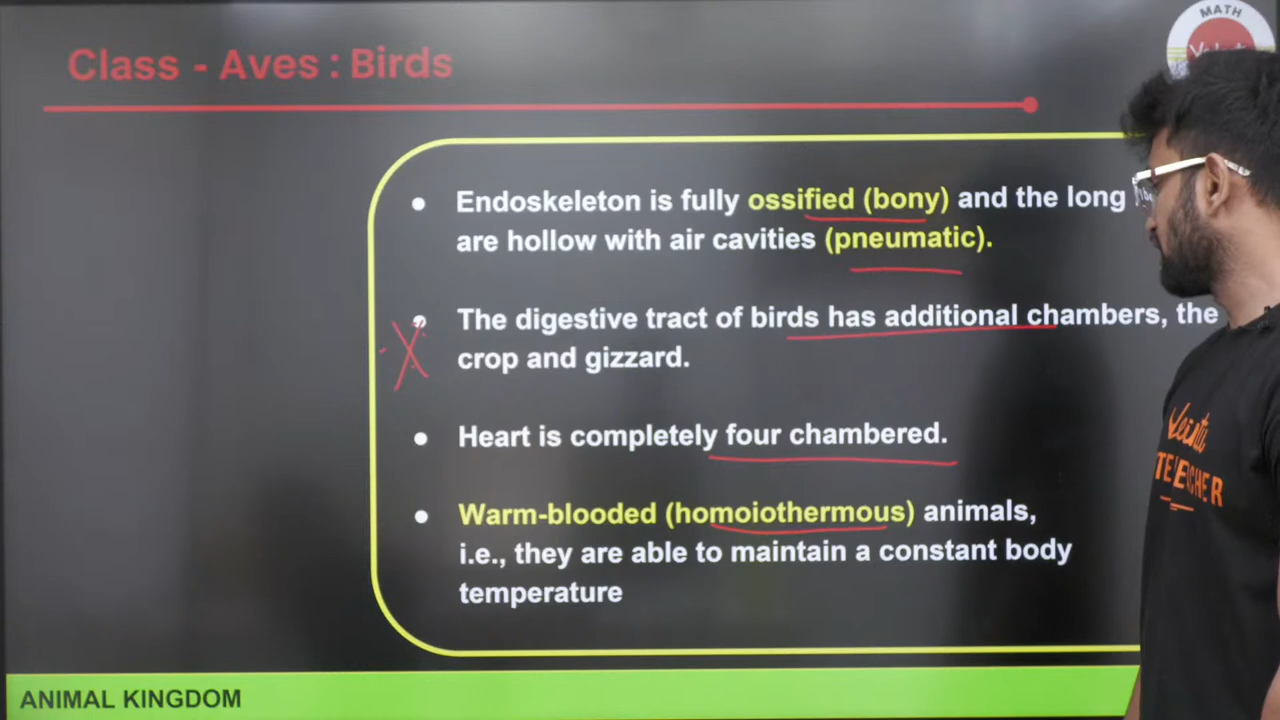 MATH
Class - Aves : Birds
Endoskeleton is fully ossified (bony) and the long
are hollow with air cavities (pneumatic).
The digestive tract of birds has additional chambers, the
crop and gizzard.
Heart is completely four chambered.
Warm-blooded (homoiothermous) animals,
i.e., they are able to maintain a constant body
temperature
TEACHER
ANIMAL KINGDOM